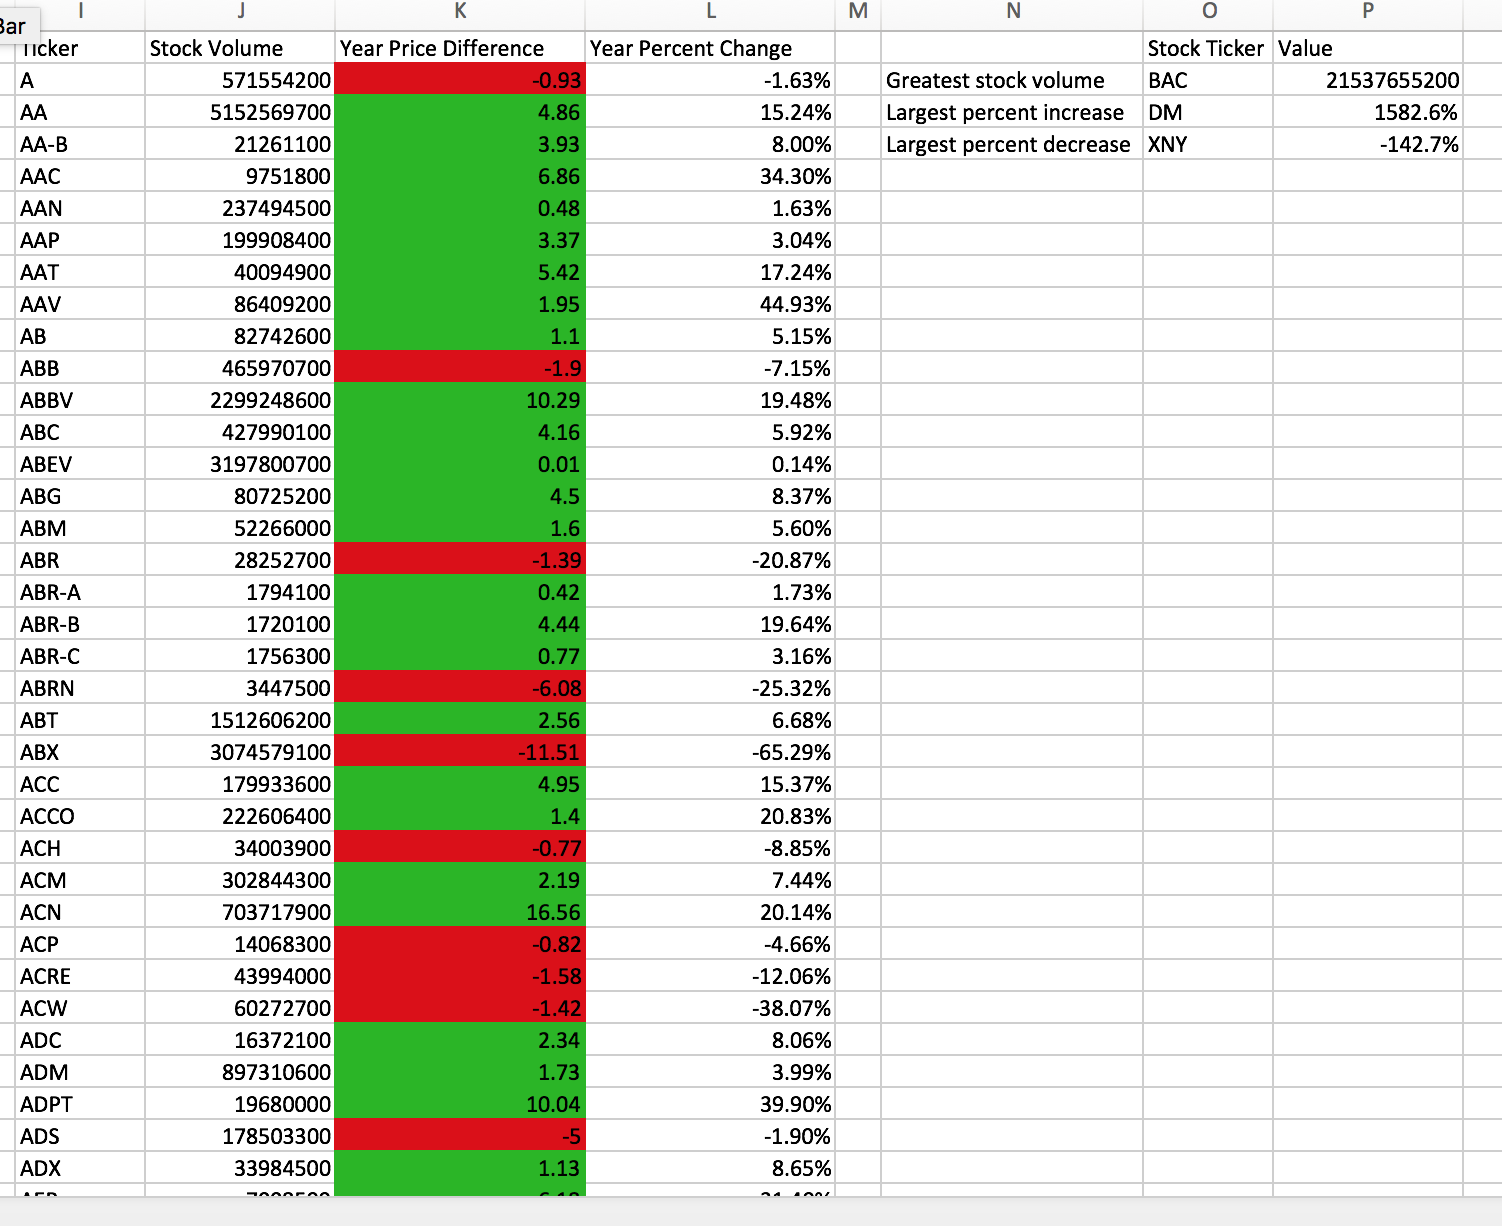 I J K L M N O P
Bar
Ticker Stock Volume Year Price Difference Year Percent Change Stock Ticker Value
A 571554200 -0.93 -1.63% Greatest stock volume BAC 21537655200
AA 5152569700 4.86 15.24% Largest percent increase DM 1582.6%
AA-B 21261100 3.93 8.00% Largest percent decrease XNY -142.7%
AAC 9751800 6.86 34.30%
AAN 237494500 0.48 1.63%
AAP 199908400 3.37 3.04%
AAT 40094900 5.42 17.24%
AAV 86409200 1.95 44.93%
AB 82742600 1.1 5.15%
ABB 465970700 -1.9 -7.15%
ABBV 2299248600 10.29 19.48%
ABC 427990100 4.16 5.92%
ABEV 3197800700 0.01 0.14%
ABG 80725200 4.5 8.37%
ABM 52266000 1.6 5.60%
ABR 28252700 -1.39 -20.87%
ABR-A 1794100 0.42 1.73%
ABR-B 1720100 4.44 19.64%
ABR-C 1756300 0.77 3.16%
ABRN 3447500 -6.08 -25.32%
ABT 1512606200 2.56 6.68%
ABX 3074579100 -11.51 -65.29%
ACC 179933600 4.95 15.37%
ACCO 222606400 1.4 20.83%
ACH 34003900 -0.77 -8.85%
ACM 302844300 2.19 7.44%
ACN 703717900 16.56 20.14%
ACP 14068300 -0.82 -4.66%
ACRE 43994000 -1.58 -12.06%
ACW 60272700 -1.42 -38.07%
ADC 16372100 2.34 8.06%
ADM 897310600 1.73 3.99%
ADPT 19680000 10.04 39.90%
ADS 178503300 -5 -1.90%
ADX 33984500 1.13 8.65%